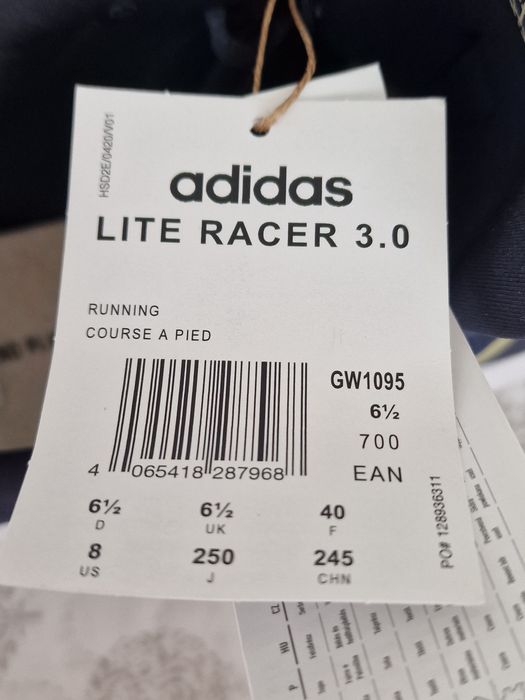 HSD2E/0420/V01
adidas
LITE RACER 3.0
RUNNING
COURSE A PIED
GW1095
6½
700
EAN
4 065418 287968
6½ 6½ 40
D UK F
8 250 245
US J CHN
PO# 128936311